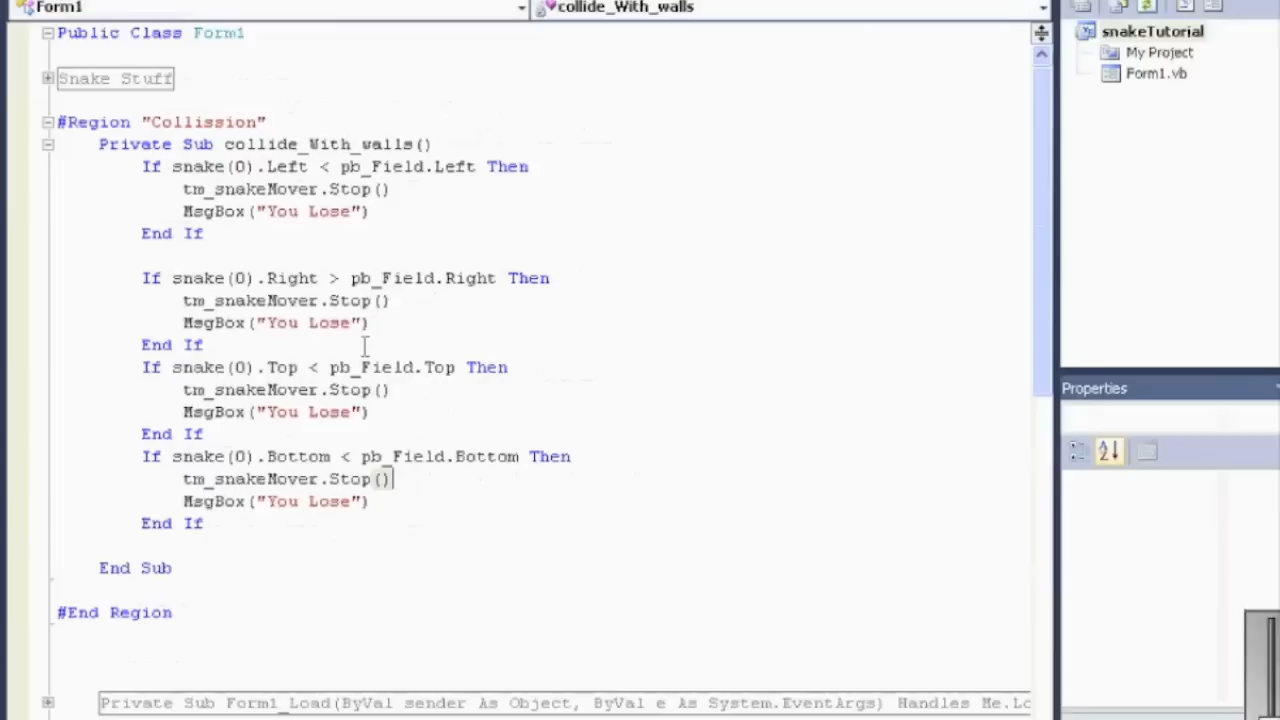 Form1
collide_With_walls
Public Class Form1
Snake Stuff
#Region "Collission"
Private Sub collide_With_walls()
If snake(0).Left < pb_Field.Left Then
tm_snakeMover.Stop()
MsgBox("You Lose")
End If
If snake(0).Right > pb_Field.Right Then
tm_snakeMover.Stop()
MsgBox("You Lose")
End If
If snake(0).Top < pb_Field.Top Then
tm_snakeMover.Stop()
MsgBox("You Lose")
End If
If snake(0).Bottom < pb_Field.Bottom Then
tm_snakeMover.Stop()
MsgBox("You Lose")
End If
End Sub
#End Region
Private Sub Form1_Load(ByVal sender As Object, ByVal e As System.EventArgs) Handles Me.Lo
snakeTutorial
My Project
Form1.vb
Properties